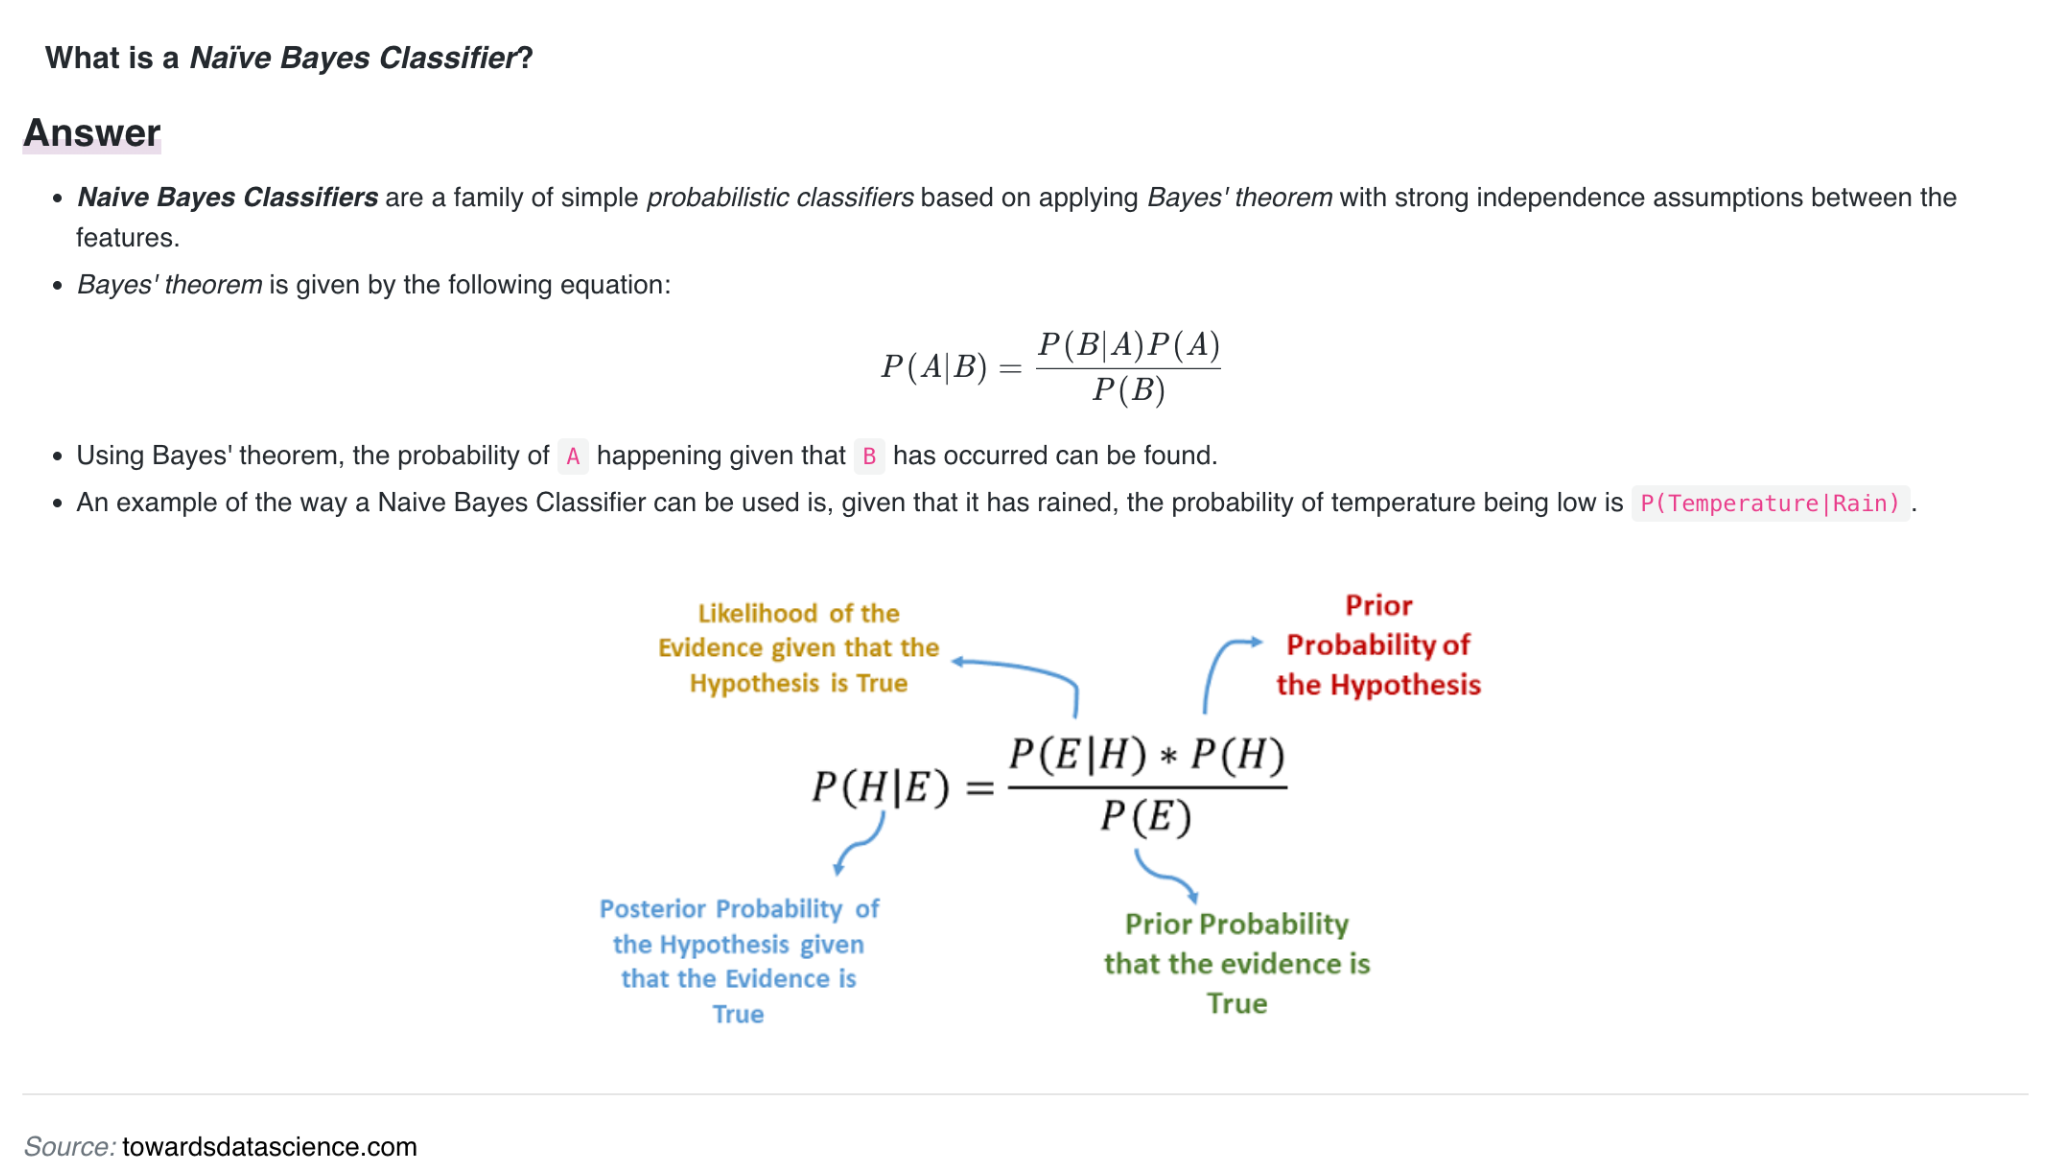 What is a Naïve Bayes Classifier?
Answer
• Naive Bayes Classifiers are a family of simple probabilistic classifiers based on applying Bayes' theorem with strong independence assumptions between the
features.
• Bayes' theorem is given by the following equation:
P(A|B) = P(B|A)P(A) / P(B)
• Using Bayes' theorem, the probability of A happening given that B has occurred can be found.
• An example of the way a Naive Bayes Classifier can be used is, given that it has rained, the probability of temperature being low is P(Temperature|Rain) .
Likelihood of the
Evidence given that the
Hypothesis is True
Prior
Probability of
the Hypothesis
P(H|E) = P(E|H) * P(H) / P(E)
Posterior Probability of
the Hypothesis given
that the Evidence is
True
Prior Probability
that the evidence is
True
Source: towardsdatascience.com